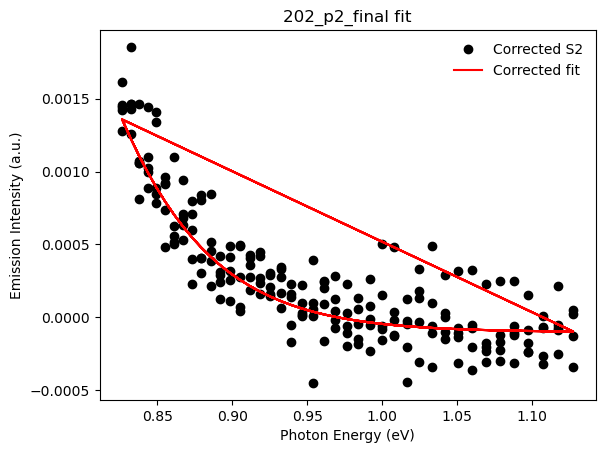 202_p2_final fit
Corrected S2
Corrected fit
Emission Intensity (a.u.)
0.0015
0.0010
0.0005
0.0000
−0.0005
0.85
0.90
0.95
1.00
1.05
1.10
Photon Energy (eV)